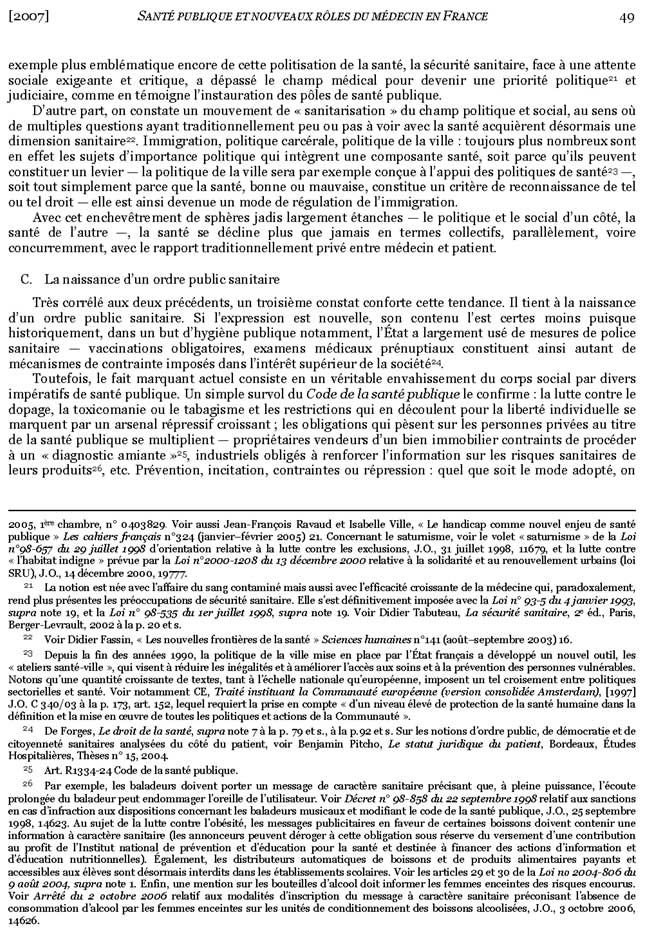 [2007] SANTÉ PUBLIQUE ET NOUVEAUX RÔLES DU MÉDECIN EN FRANCE 49
exemple plus emblématique encore de cette politisation de la santé, la sécurité sanitaire, face à une attente
sociale exigeante et critique, a dépassé le champ médical pour devenir une priorité politique²¹ et
judiciaire, comme en témoigne l'instauration des pôles de santé publique.
D'autre part, on constate un mouvement de « sanitarisation » du champ politique et social, au sens où
de multiples questions ayant traditionnellement peu ou pas à voir avec la santé acquièrent désormais une
dimension sanitaire²². Immigration, politique carcérale, politique de la ville : toujours plus nombreux sont
en effet les sujets d'importance politique qui intègrent une composante santé, soit parce qu'ils peuvent
constituer un levier — la politique de la ville sera par exemple conçue à l'appui des politiques de santé²³ —,
soit tout simplement parce que la santé, bonne ou mauvaise, constitue un critère de reconnaissance de tel
ou tel droit — elle est ainsi devenue un mode de régulation de l'immigration.
Avec cet enchevêtrement de sphères jadis largement étanches — le politique et le social d'un côté, la
santé de l'autre —, la santé se décline plus que jamais en termes collectifs, parallèlement, voire
concurremment, avec le rapport traditionnellement privé entre médecin et patient.
C. La naissance d'un ordre public sanitaire
Très corrélé aux deux précédents, un troisième constat conforte cette tendance. Il tient à la naissance
d'un ordre public sanitaire. Si l'expression est nouvelle, son contenu l'est certes moins puisque
historiquement, dans un but d'hygiène publique notamment, l'État a largement usé de mesures de police
sanitaire — vaccinations obligatoires, examens médicaux prénuptiaux constituent ainsi autant de
mécanismes de contrainte imposés dans l'intérêt supérieur de la société²⁴.
Toutefois, le fait marquant actuel consiste en un véritable envahissement du corps social par divers
impératifs de santé publique. Un simple survol du Code de la santé publique le confirme : la lutte contre le
dopage, la toxicomanie ou le tabagisme et les restrictions qui en découlent pour la liberté individuelle se
marquent par un arsenal répressif croissant ; les obligations qui pèsent sur les personnes privées au titre
de la santé publique se multiplient — propriétaires vendeurs d'un bien immobilier contraints de procéder
à un « diagnostic amiante »²⁵, industriels obligés à renforcer l'information sur les risques sanitaires de
leurs produits²⁶, etc. Prévention, incitation, contraintes ou répression : quel que soit le mode adopté, on
2005, 1ère chambre, n° 0403829. Voir aussi Jean-François Ravaud et Isabelle Ville, « Le handicap comme nouvel enjeu de santé
publique » Les cahiers français n°324 (janvier–février 2005) 21. Concernant le saturnisme, voir le volet « saturnisme » de la Loi
n°98-657 du 29 juillet 1998 d'orientation relative à la lutte contre les exclusions, J.O., 31 juillet 1998, 11679, et la lutte contre
« l'habitat indigne » prévue par la Loi n°2000-1208 du 13 décembre 2000 relative à la solidarité et au renouvellement urbains (loi
SRU), J.O., 14 décembre 2000, 19777.
²¹ La notion est née avec l'affaire du sang contaminé mais aussi avec l'efficacité croissante de la médecine qui, paradoxalement,
rend plus présentes les préoccupations de sécurité sanitaire. Elle s'est définitivement imposée avec la Loi n° 93-5 du 4 janvier 1993,
supra note 19, et la Loi n° 98-535 du 1er juillet 1998, supra note 19. Voir Didier Tabuteau, La sécurité sanitaire, 2e éd., Paris,
Berger-Levrault, 2002 à la p. 20 et s.
²² Voir Didier Fassin, « Les nouvelles frontières de la santé » Sciences humaines n°141 (août–septembre 2003) 16.
²³ Depuis la fin des années 1990, la politique de la ville mise en place par l'État français a développé un nouvel outil, les
« ateliers santé-ville », qui visent à réduire les inégalités et à améliorer l'accès aux soins et à la prévention des personnes vulnérables.
Notons qu'une quantité croissante de textes, tant à l'échelle nationale qu'européenne, imposent un tel croisement entre politiques
sectorielles et santé. Voir notamment CE, Traité instituant la Communauté européenne (version consolidée Amsterdam), [1997]
J.O. C 340/03 à la p. 173, art. 152, lequel requiert la prise en compte « d'un niveau élevé de protection de la santé humaine dans la
définition et la mise en œuvre de toutes les politiques et actions de la Communauté ».
²⁴ De Forges, Le droit de la santé, supra note 7 à la p. 79 et s., à la p.92 et s. Sur les notions d'ordre public, de démocratie et de
citoyenneté sanitaires analysées du côté du patient, voir Benjamin Pitcho, Le statut juridique du patient, Bordeaux, Études
Hospitalières, Thèses n° 15, 2004.
²⁵ Art. R1334-24 Code de la santé publique.
²⁶ Par exemple, les baladeurs doivent porter un message de caractère sanitaire précisant que, à pleine puissance, l'écoute
prolongée du baladeur peut endommager l'oreille de l'utilisateur. Voir Décret n° 98-858 du 22 septembre 1998 relatif aux sanctions
en cas d'infraction aux dispositions concernant les baladeurs musicaux et modifiant le code de la santé publique, J.O., 25 septembre
1998, 14623. Au sujet de la lutte contre l'obésité, les messages publicitaires en faveur de certaines boissons doivent contenir une
information à caractère sanitaire (les annonceurs peuvent déroger à cette obligation sous réserve du versement d'une contribution
au profit de l'Institut national de prévention et d'éducation pour la santé et destinée à financer des actions d'information et
d'éducation nutritionnelles). Également, les distributeurs automatiques de boissons et de produits alimentaires payants et
accessibles aux élèves sont désormais interdits dans les établissements scolaires. Voir les articles 29 et 30 de la Loi no 2004-806 du
9 août 2004, supra note 1. Enfin, une mention sur les bouteilles d'alcool doit informer les femmes enceintes des risques encourus.
Voir Arrêté du 2 octobre 2006 relatif aux modalités d'inscription du message à caractère sanitaire préconisant l'absence de
consommation d'alcool par les femmes enceintes sur les unités de conditionnement des boissons alcoolisées, J.O., 3 octobre 2006,
14626.